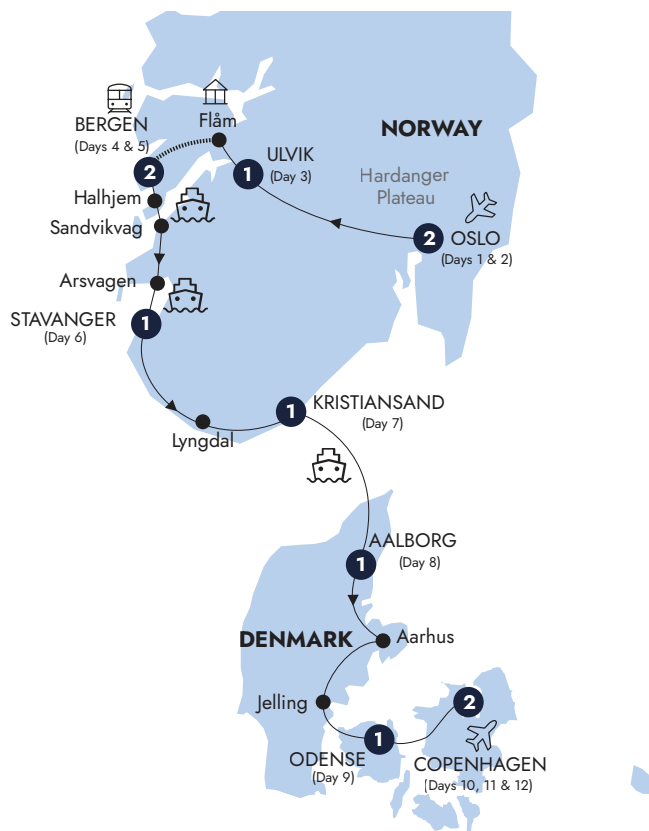 NORWAY
BERGEN
(Days 4 & 5)
2
Flåm
ULVIK
(Day 3)
1
Hardanger
Plateau
2
OSLO
(Days 1 & 2)
Halhjem
Sandvikvag
Arsvagen
STAVANGER
(Day 6)
1
Lyngdal
1
KRISTIANSAND
(Day 7)
AALBORG
(Day 8)
1
DENMARK
Aarhus
Jelling
ODENSE
(Day 9)
1
2
COPENHAGEN
(Days 10, 11 & 12)